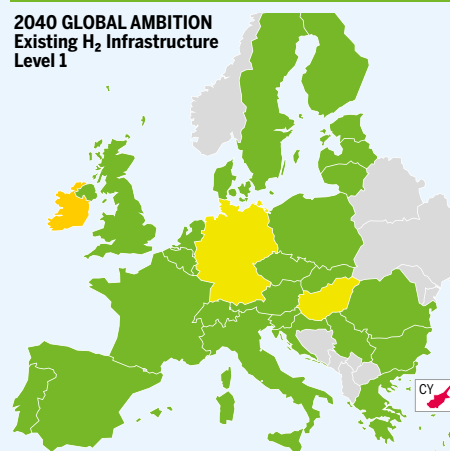 2040 GLOBAL AMBITION
Existing H₂ Infrastructure
Level 1
CY